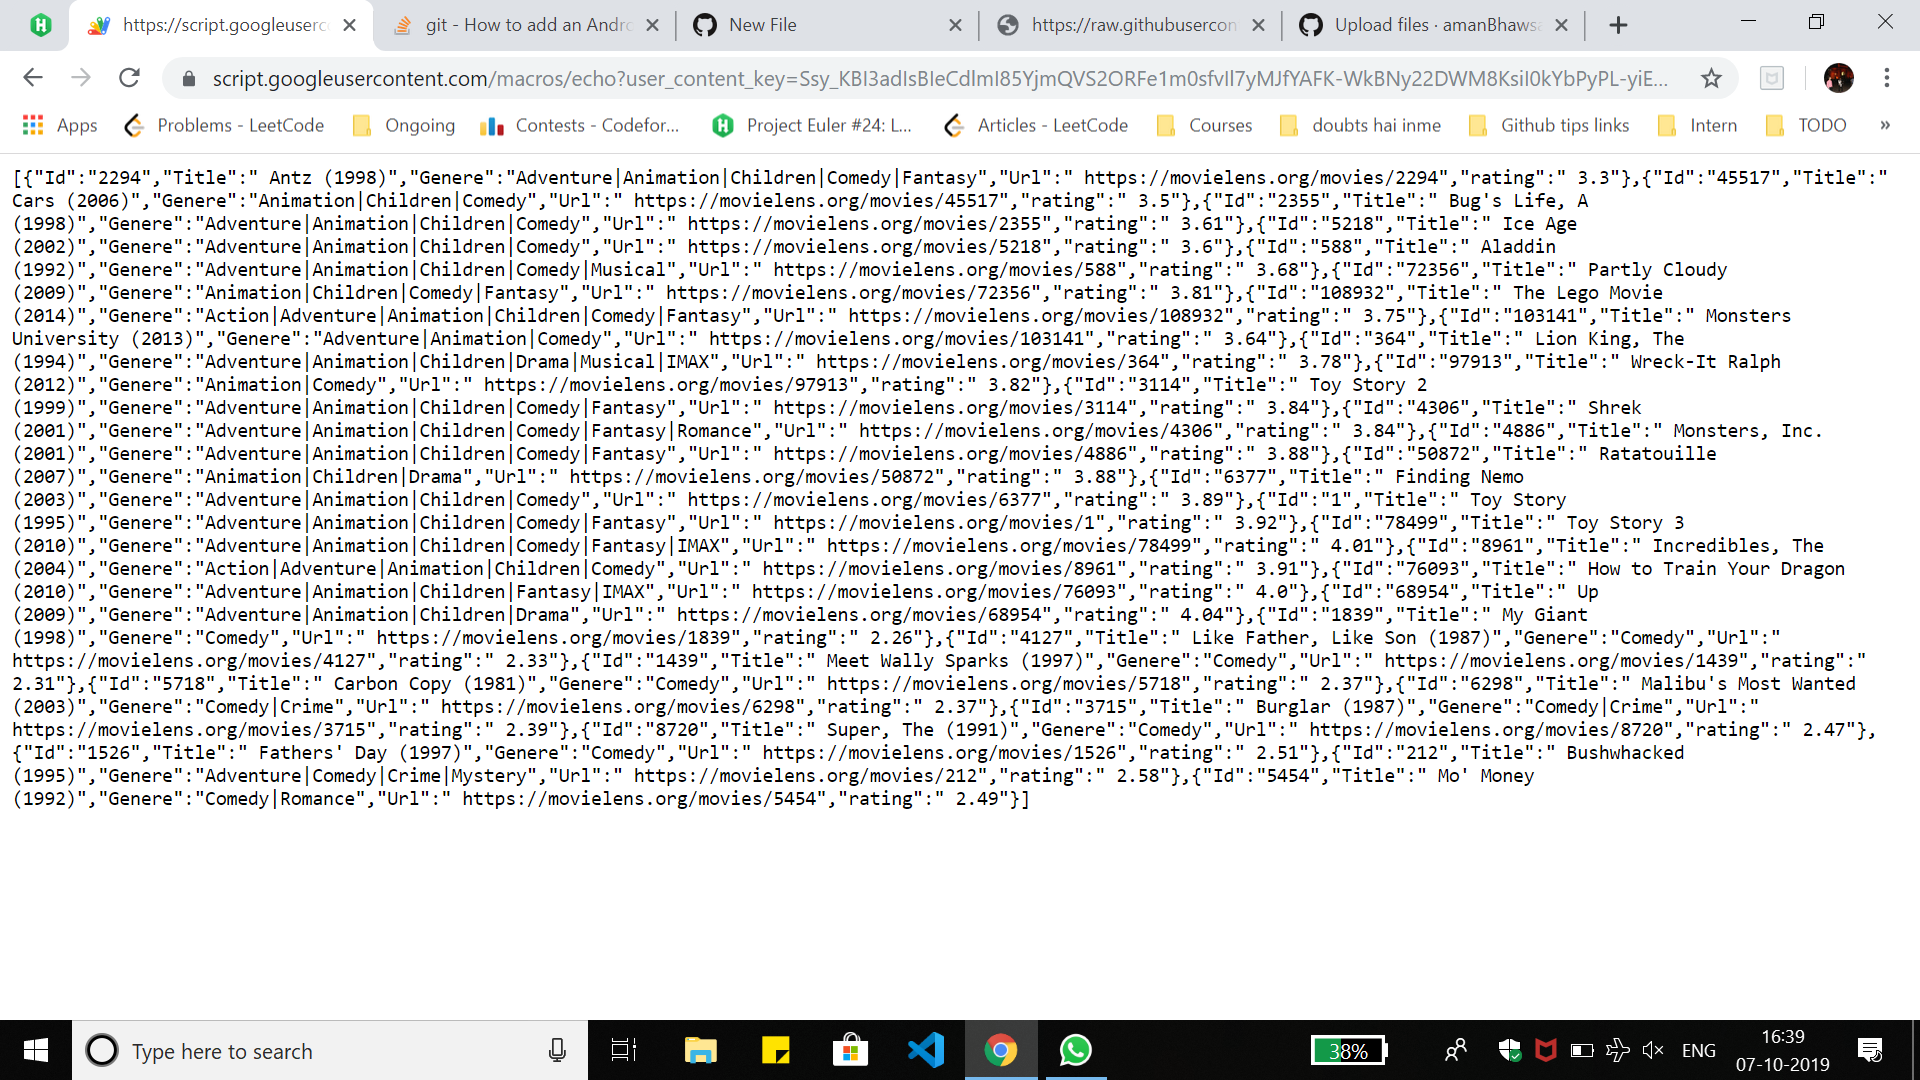 https://script.googleuserc
git - How to add an Andro
New File
https://raw.githubusercon
Upload files · amanBhawsa
script.googleusercontent.com/macros/echo?user_content_key=Ssy_KBI3adIsBIeCdlmI85YjmQVS2ORFe1m0sfvIl7yMJfYAFK-WkBNy22DWM8KsiI0kYbPyPL-yiE...
Apps Problems - LeetCode Ongoing Contests - Codefor... Project Euler #24: L... Articles - LeetCode Courses doubts hai inme Github tips links Intern TODO »
[{"Id":"2294","Title":" Antz (1998)","Genere":"Adventure|Animation|Children|Comedy|Fantasy","Url":" https://movielens.org/movies/2294","rating":" 3.3"},{"Id":"45517","Title":"
Cars (2006)","Genere":"Animation|Children|Comedy","Url":" https://movielens.org/movies/45517","rating":" 3.5"},{"Id":"2355","Title":" Bug's Life, A
(1998)","Genere":"Adventure|Animation|Children|Comedy","Url":" https://movielens.org/movies/2355","rating":" 3.61"},{"Id":"5218","Title":" Ice Age
(2002)","Genere":"Adventure|Animation|Children|Comedy","Url":" https://movielens.org/movies/5218","rating":" 3.6"},{"Id":"588","Title":" Aladdin
(1992)","Genere":"Adventure|Animation|Children|Comedy|Musical","Url":" https://movielens.org/movies/588","rating":" 3.68"},{"Id":"72356","Title":" Partly Cloudy
(2009)","Genere":"Animation|Children|Comedy|Fantasy","Url":" https://movielens.org/movies/72356","rating":" 3.81"},{"Id":"108932","Title":" The Lego Movie
(2014)","Genere":"Action|Adventure|Animation|Children|Comedy|Fantasy","Url":" https://movielens.org/movies/108932","rating":" 3.75"},{"Id":"103141","Title":" Monsters
University (2013)","Genere":"Adventure|Animation|Comedy","Url":" https://movielens.org/movies/103141","rating":" 3.64"},{"Id":"364","Title":" Lion King, The
(1994)","Genere":"Adventure|Animation|Children|Drama|Musical|IMAX","Url":" https://movielens.org/movies/364","rating":" 3.78"},{"Id":"97913","Title":" Wreck-It Ralph
(2012)","Genere":"Animation|Comedy","Url":" https://movielens.org/movies/97913","rating":" 3.82"},{"Id":"3114","Title":" Toy Story 2
(1999)","Genere":"Adventure|Animation|Children|Comedy|Fantasy","Url":" https://movielens.org/movies/3114","rating":" 3.84"},{"Id":"4306","Title":" Shrek
(2001)","Genere":"Adventure|Animation|Children|Comedy|Fantasy|Romance","Url":" https://movielens.org/movies/4306","rating":" 3.84"},{"Id":"4886","Title":" Monsters, Inc.
(2001)","Genere":"Adventure|Animation|Children|Comedy|Fantasy","Url":" https://movielens.org/movies/4886","rating":" 3.88"},{"Id":"50872","Title":" Ratatouille
(2007)","Genere":"Animation|Children|Drama","Url":" https://movielens.org/movies/50872","rating":" 3.88"},{"Id":"6377","Title":" Finding Nemo
(2003)","Genere":"Adventure|Animation|Children|Comedy","Url":" https://movielens.org/movies/6377","rating":" 3.89"},{"Id":"1","Title":" Toy Story
(1995)","Genere":"Adventure|Animation|Children|Comedy|Fantasy","Url":" https://movielens.org/movies/1","rating":" 3.92"},{"Id":"78499","Title":" Toy Story 3
(2010)","Genere":"Adventure|Animation|Children|Comedy|Fantasy|IMAX","Url":" https://movielens.org/movies/78499","rating":" 4.01"},{"Id":"8961","Title":" Incredibles, The
(2004)","Genere":"Action|Adventure|Animation|Children|Comedy","Url":" https://movielens.org/movies/8961","rating":" 3.91"},{"Id":"76093","Title":" How to Train Your Dragon
(2010)","Genere":"Adventure|Animation|Children|Fantasy|IMAX","Url":" https://movielens.org/movies/76093","rating":" 4.0"},{"Id":"68954","Title":" Up
(2009)","Genere":"Adventure|Animation|Children|Drama","Url":" https://movielens.org/movies/68954","rating":" 4.04"},{"Id":"1839","Title":" My Giant
(1998)","Genere":"Comedy","Url":" https://movielens.org/movies/1839","rating":" 2.26"},{"Id":"4127","Title":" Like Father, Like Son (1987)","Genere":"Comedy","Url":"
https://movielens.org/movies/4127","rating":" 2.33"},{"Id":"1439","Title":" Meet Wally Sparks (1997)","Genere":"Comedy","Url":" https://movielens.org/movies/1439","rating":"
2.31"},{"Id":"5718","Title":" Carbon Copy (1981)","Genere":"Comedy","Url":" https://movielens.org/movies/5718","rating":" 2.37"},{"Id":"6298","Title":" Malibu's Most Wanted
(2003)","Genere":"Comedy|Crime","Url":" https://movielens.org/movies/6298","rating":" 2.37"},{"Id":"3715","Title":" Burglar (1987)","Genere":"Comedy|Crime","Url":"
https://movielens.org/movies/3715","rating":" 2.39"},{"Id":"8720","Title":" Super, The (1991)","Genere":"Comedy","Url":" https://movielens.org/movies/8720","rating":" 2.47"},
{"Id":"1526","Title":" Fathers' Day (1997)","Genere":"Comedy","Url":" https://movielens.org/movies/1526","rating":" 2.51"},{"Id":"212","Title":" Bushwhacked
(1995)","Genere":"Adventure|Comedy|Crime|Mystery","Url":" https://movielens.org/movies/212","rating":" 2.58"},{"Id":"5454","Title":" Mo' Money
(1992)","Genere":"Comedy|Romance","Url":" https://movielens.org/movies/5454","rating":" 2.49"}]
Type here to search
38%
ENG
16:39
07-10-2019